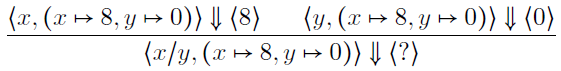 ⟨x, (x ↦ 8, y ↦ 0)⟩ ⇓ ⟨8⟩ ⟨y, (x ↦ 8, y ↦ 0)⟩ ⇓ ⟨0⟩
⟨x/y, (x ↦ 8, y ↦ 0)⟩ ⇓ ⟨?⟩